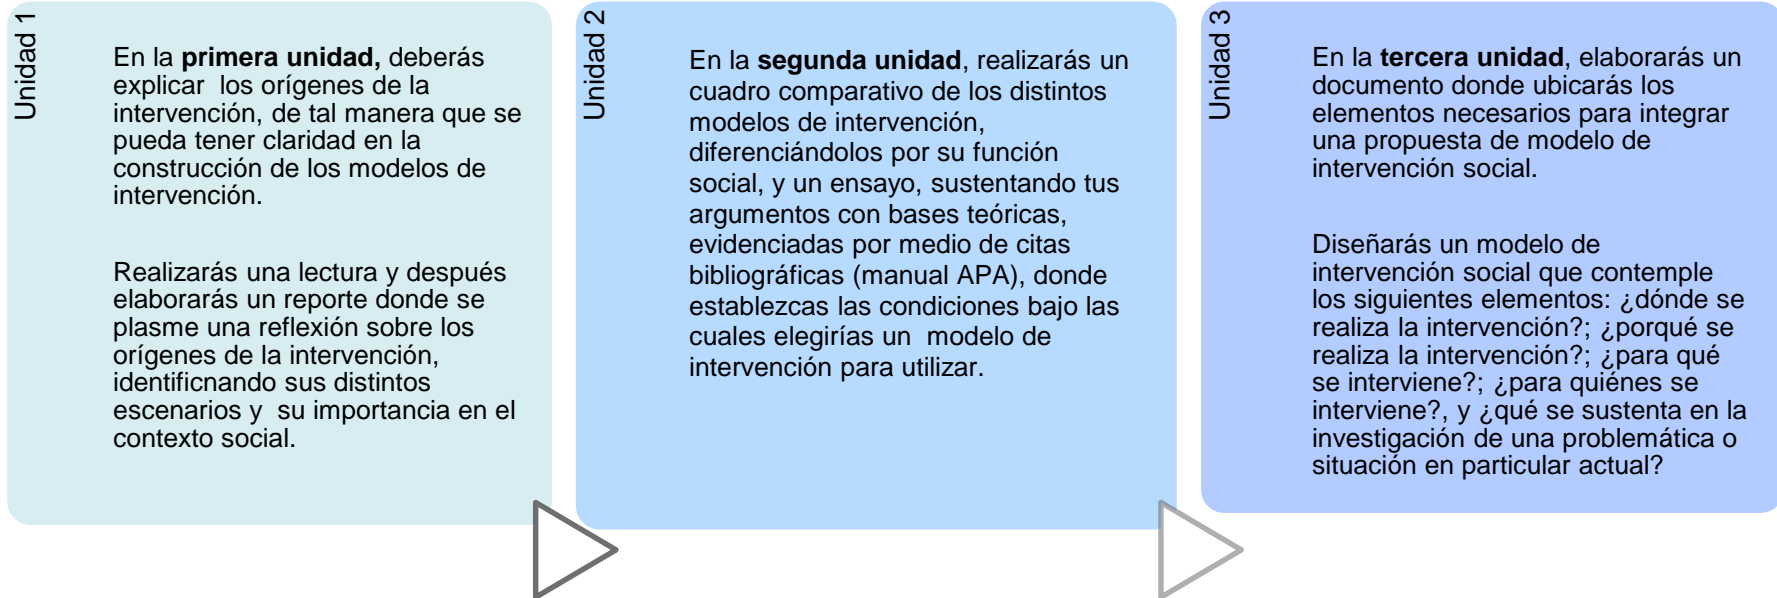 Unidad 1
En la primera unidad, deberás
explicar los orígenes de la
intervención, de tal manera que se
pueda tener claridad en la
construcción de los modelos de
intervención.
Realizarás una lectura y después
elaborarás un reporte donde se
plasme una reflexión sobre los
orígenes de la intervención,
identificnando sus distintos
escenarios y su importancia en el
contexto social.
Unidad 2
En la segunda unidad, realizarás un
cuadro comparativo de los distintos
modelos de intervención,
diferenciándolos por su función
social, y un ensayo, sustentando tus
argumentos con bases teóricas,
evidenciadas por medio de citas
bibliográficas (manual APA), donde
establezcas las condiciones bajo las
cuales elegirías un modelo de
intervención para utilizar.
Unidad 3
En la tercera unidad, elaborarás un
documento donde ubicarás los
elementos necesarios para integrar
una propuesta de modelo de
intervención social.
Diseñarás un modelo de
intervención social que contemple
los siguientes elementos: ¿dónde se
realiza la intervención?; ¿porqué se
realiza la intervención?; ¿para qué
se interviene?; ¿para quiénes se
interviene?, y ¿qué se sustenta en la
investigación de una problemática o
situación en particular actual?